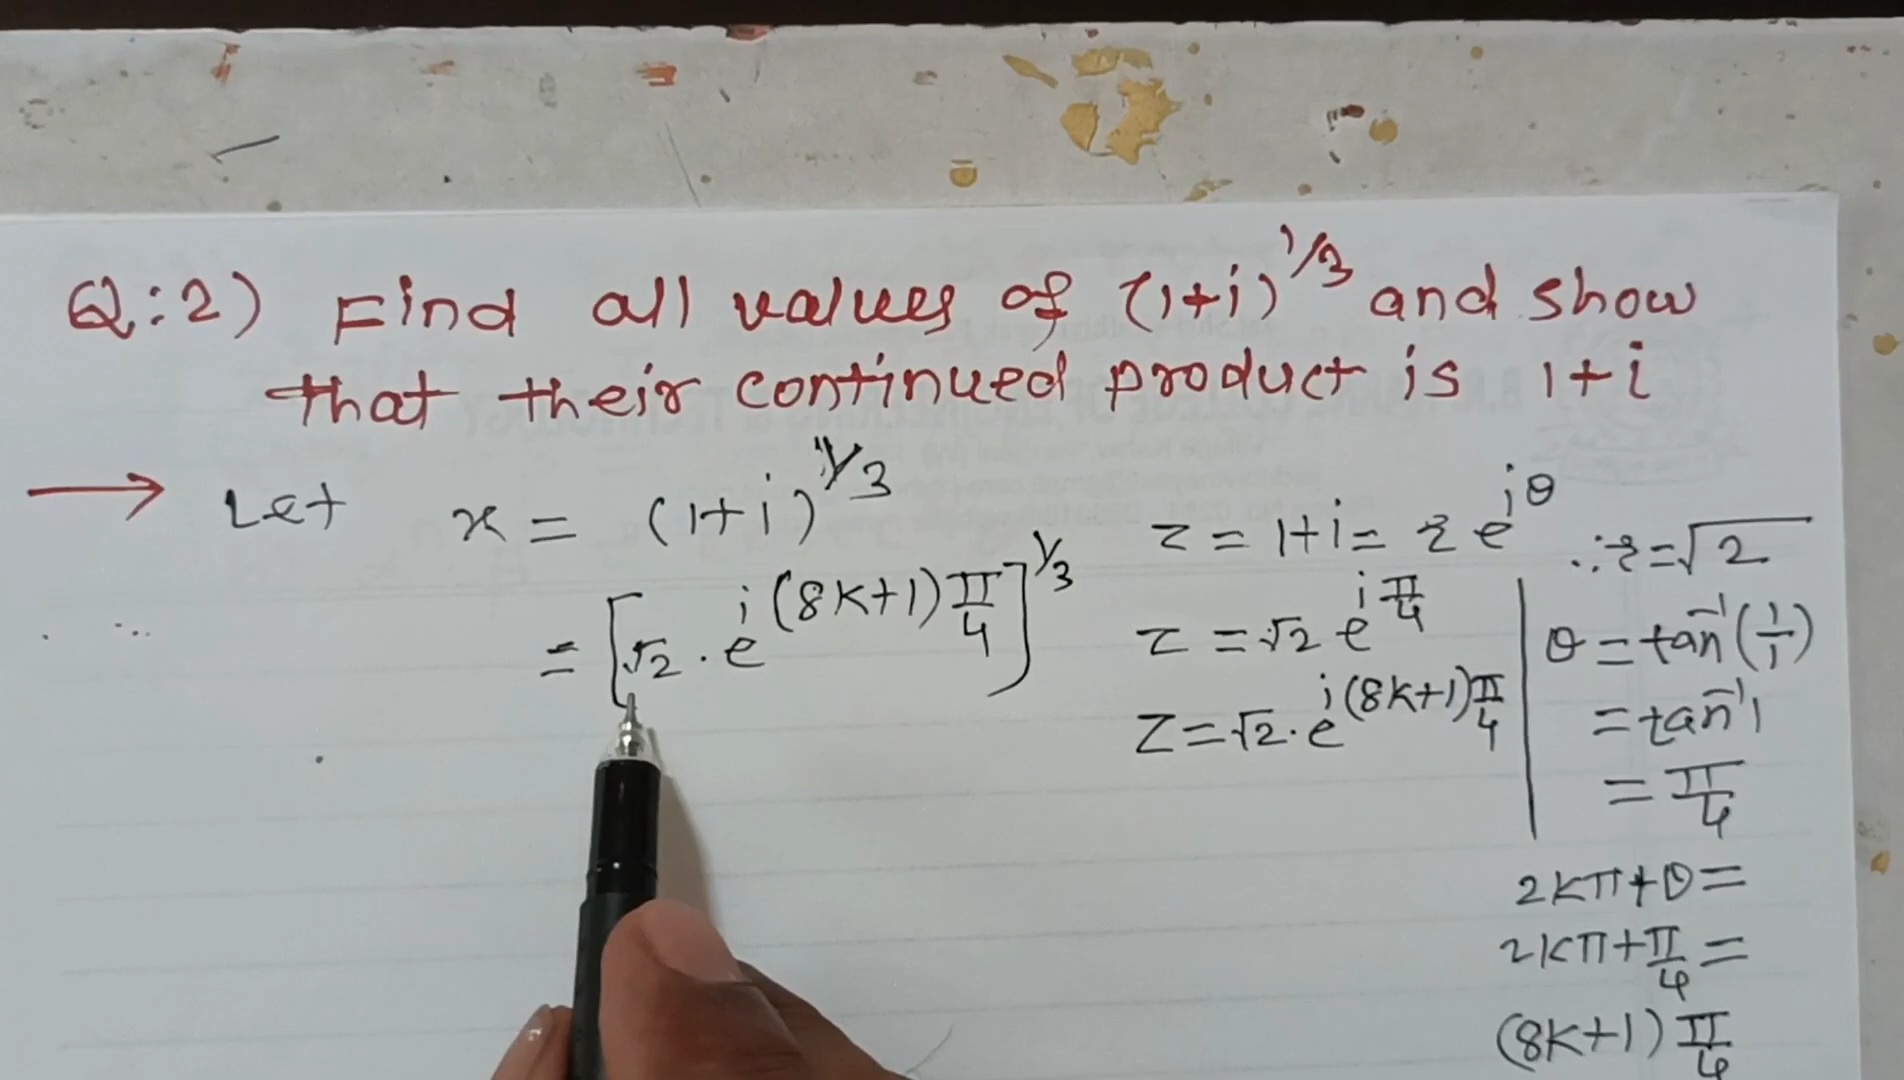 Q:2) Find all values of (1+i)^1/3 and show
that their continued product is 1+i
→ Let x = (1+i)^1/3
= [√2 . e^i(8k+1)π/4]^1/3
z = 1+i = r e^iθ ∴ r = √2
z = √2 e^iπ/4
z = √2 . e^i(8k+1)π/4
θ = tan^-1(1/1)
= tan^-1 1
= π/4
2kπ+θ =
2kπ+π/4 =
(8k+1) π/4